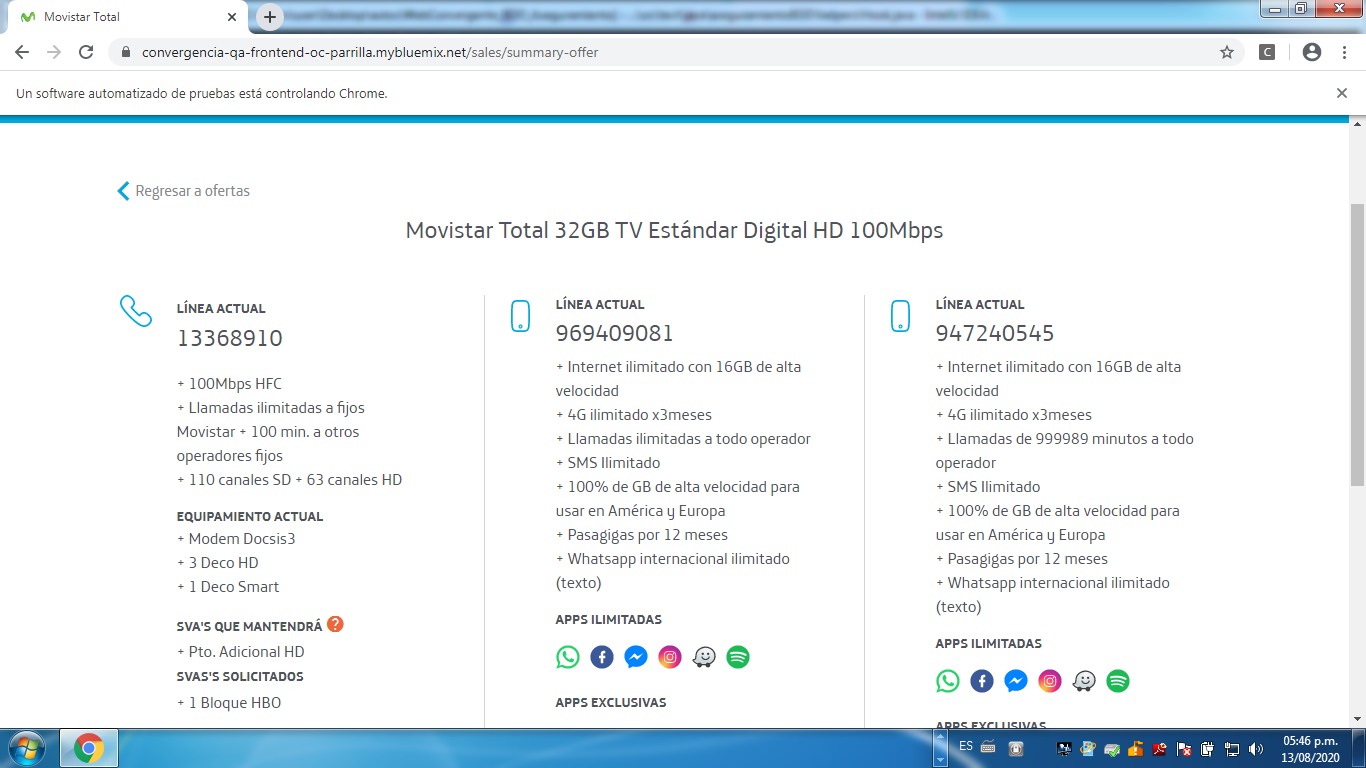 Movistar Total
convergencia-qa-frontend-oc-parrilla.mybluemix.net/sales/summary-offer
C
Un software automatizado de pruebas está controlando Chrome.
Regresar a ofertas
Movistar Total 32GB TV Estándar Digital HD 100Mbps
LÍNEA ACTUAL
13368910
+ 100Mbps HFC
+ Llamadas ilimitadas a fijos
Movistar + 100 min. a otros
operadores fijos
+ 110 canales SD + 63 canales HD
EQUIPAMIENTO ACTUAL
+ Modem Docsis3
+ 3 Deco HD
+ 1 Deco Smart
SVA'S QUE MANTENDRÁ ?
+ Pto. Adicional HD
SVAS'S SOLICITADOS
+ 1 Bloque HBO
LÍNEA ACTUAL
969409081
+ Internet ilimitado con 16GB de alta
velocidad
+ 4G ilimitado x3meses
+ Llamadas ilimitadas a todo operador
+ SMS Ilimitado
+ 100% de GB de alta velocidad para
usar en América y Europa
+ Pasagigas por 12 meses
+ Whatsapp internacional ilimitado
(texto)
APPS ILIMITADAS
APPS EXCLUSIVAS
LÍNEA ACTUAL
947240545
+ Internet ilimitado con 16GB de alta
velocidad
+ 4G ilimitado x3meses
+ Llamadas de 999989 minutos a todo
operador
+ SMS Ilimitado
+ 100% de GB de alta velocidad para
usar en América y Europa
+ Pasagigas por 12 meses
+ Whatsapp internacional ilimitado
(texto)
APPS ILIMITADAS
APPS EXCLUSIVAS
ES
05:46 p.m.
13/08/2020